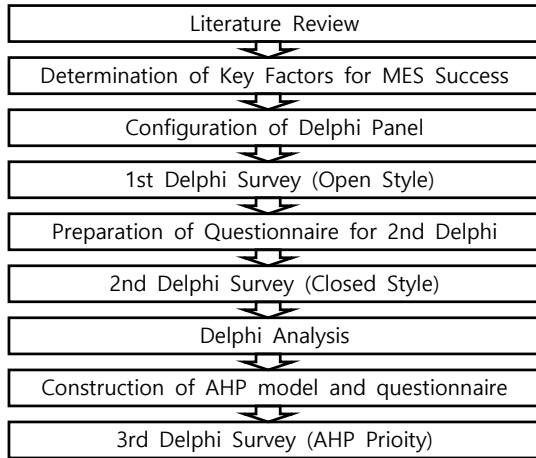 Literature Review
Determination of Key Factors for MES Success
Configuration of Delphi Panel
1st Delphi Survey (Open Style)
Preparation of Questionnaire for 2nd Delphi
2nd Delphi Survey (Closed Style)
Delphi Analysis
Construction of AHP model and questionnaire
3rd Delphi Survey (AHP Prioity)